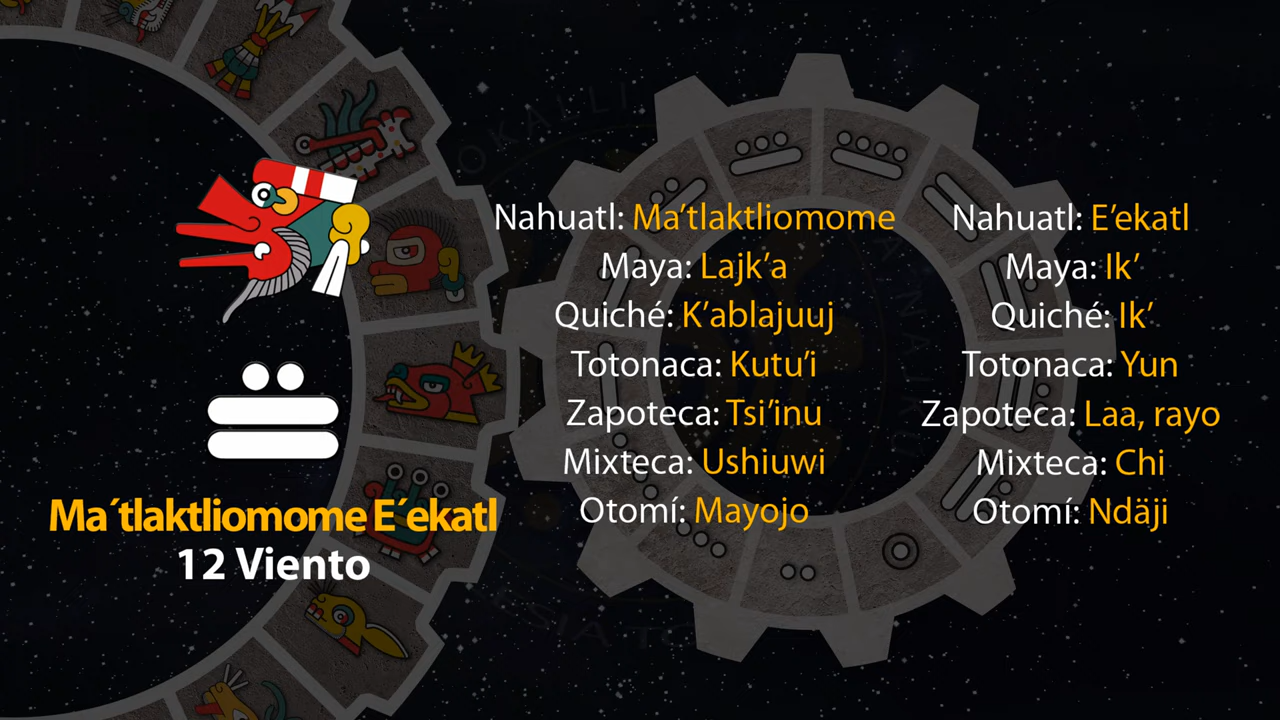 Nahuatl: Ma’tlaktliomome
Maya: Lajk’a
Quiché: K’ablajuuj
Totonaca: Kutu’i
Zapoteca: Tsi’inu
Mixteca: Ushiuwi
Otomí: Mayojo
Nahuatl: E’ekatl
Maya: Ik’
Quiché: Ik’
Totonaca: Yun
Zapoteca: Laa, rayo
Mixteca: Chi
Otomí: Ndäji
Ma´tlaktliomome E´ekatl
12 Viento